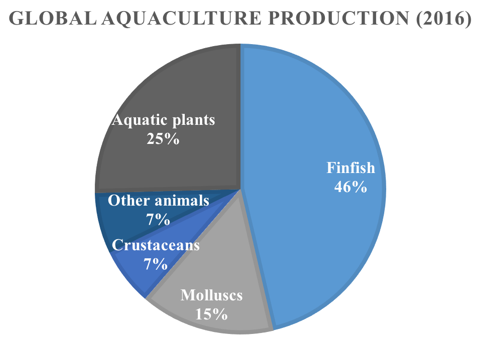 GLOBAL AQUACULTURE PRODUCTION (2016)
Aquatic plants
25%
Finfish
46%
Other animals
7%
Crustaceans
7%
Molluscs
15%